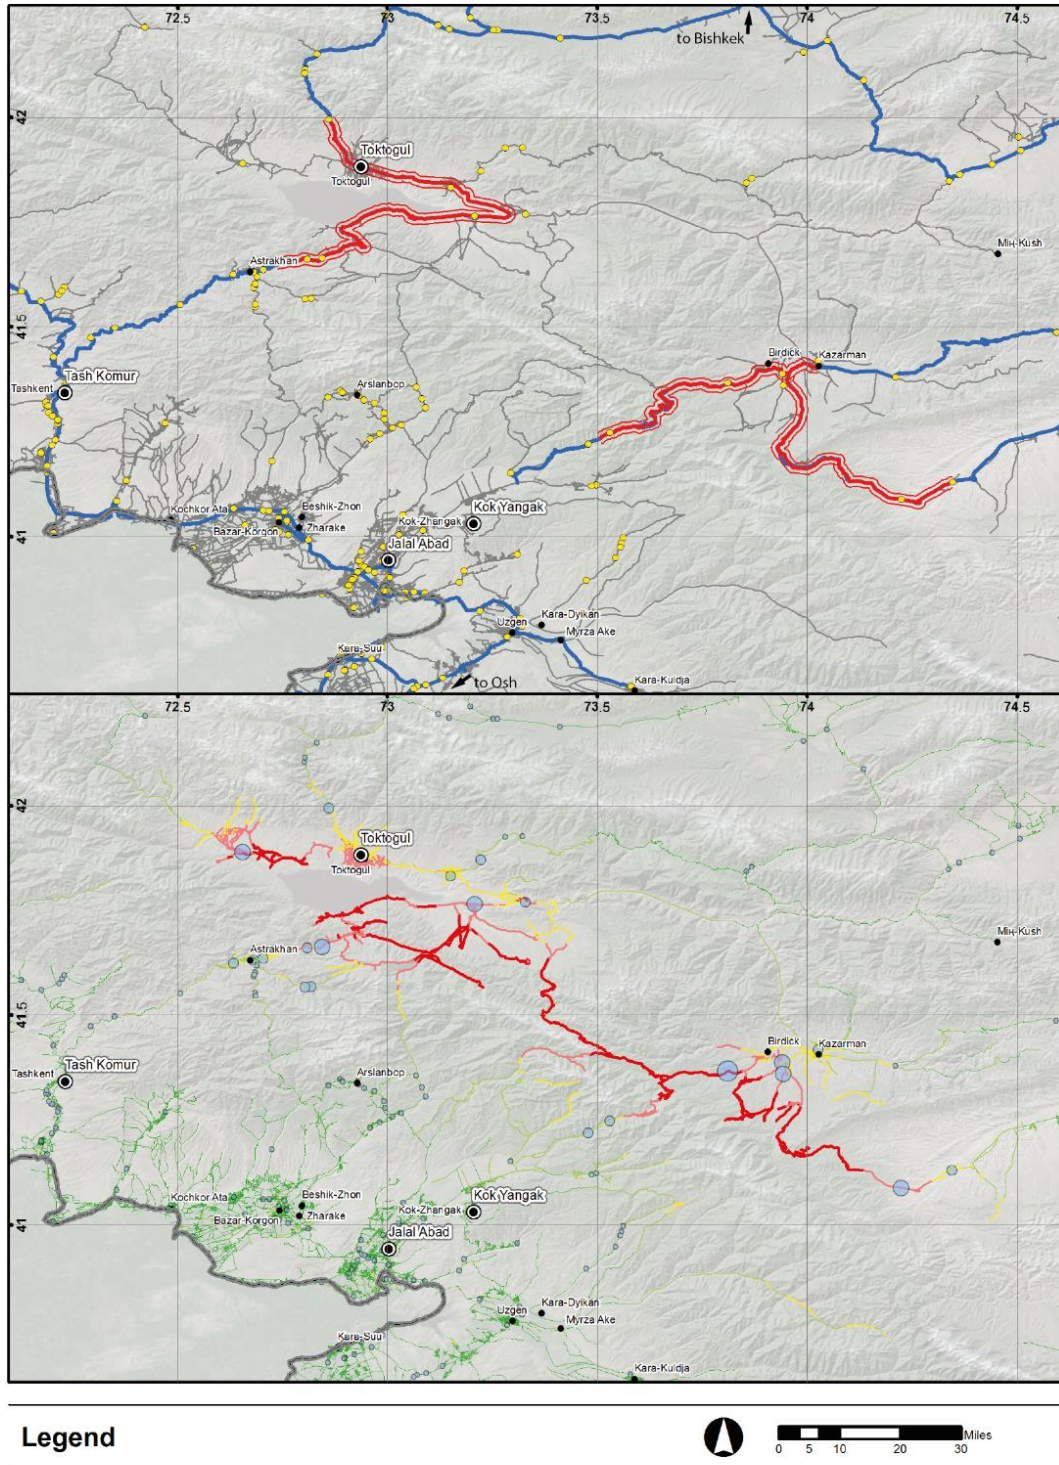 72.5 73 73.5 74 74.5
to Bishkek
42
Toktogul
Toktogul
Astrakhan
41.5
Birdick
Kazarman
Tash Komur
Tashkent
Arslanbop
Kochkor Ata
Beshik-Zhon
Bazar-Korgon
Zharake
Kok-Zhangak
Kok Yangak
41
Jalal Abad
Kara-Dyikan
Uzgen
Myrza Ake
Kara-Suu
Kara-Kuldja
to Osh
72.5 73 73.5 74 74.5
42
Toktogul
Toktogul
Astrakhan
41.5
Birdick
Kazarman
Tash Komur
Tashkent
Arslanbop
Kochkor Ata
Beshik-Zhon
Bazar-Korgon
Zharake
Kok-Zhangak
Kok Yangak
41
Jalal Abad
Kara-Dyikan
Uzgen
Myrza Ake
Kara-Suu
Kara-Kuldja
Legend
Miles
0 5 10 20 30